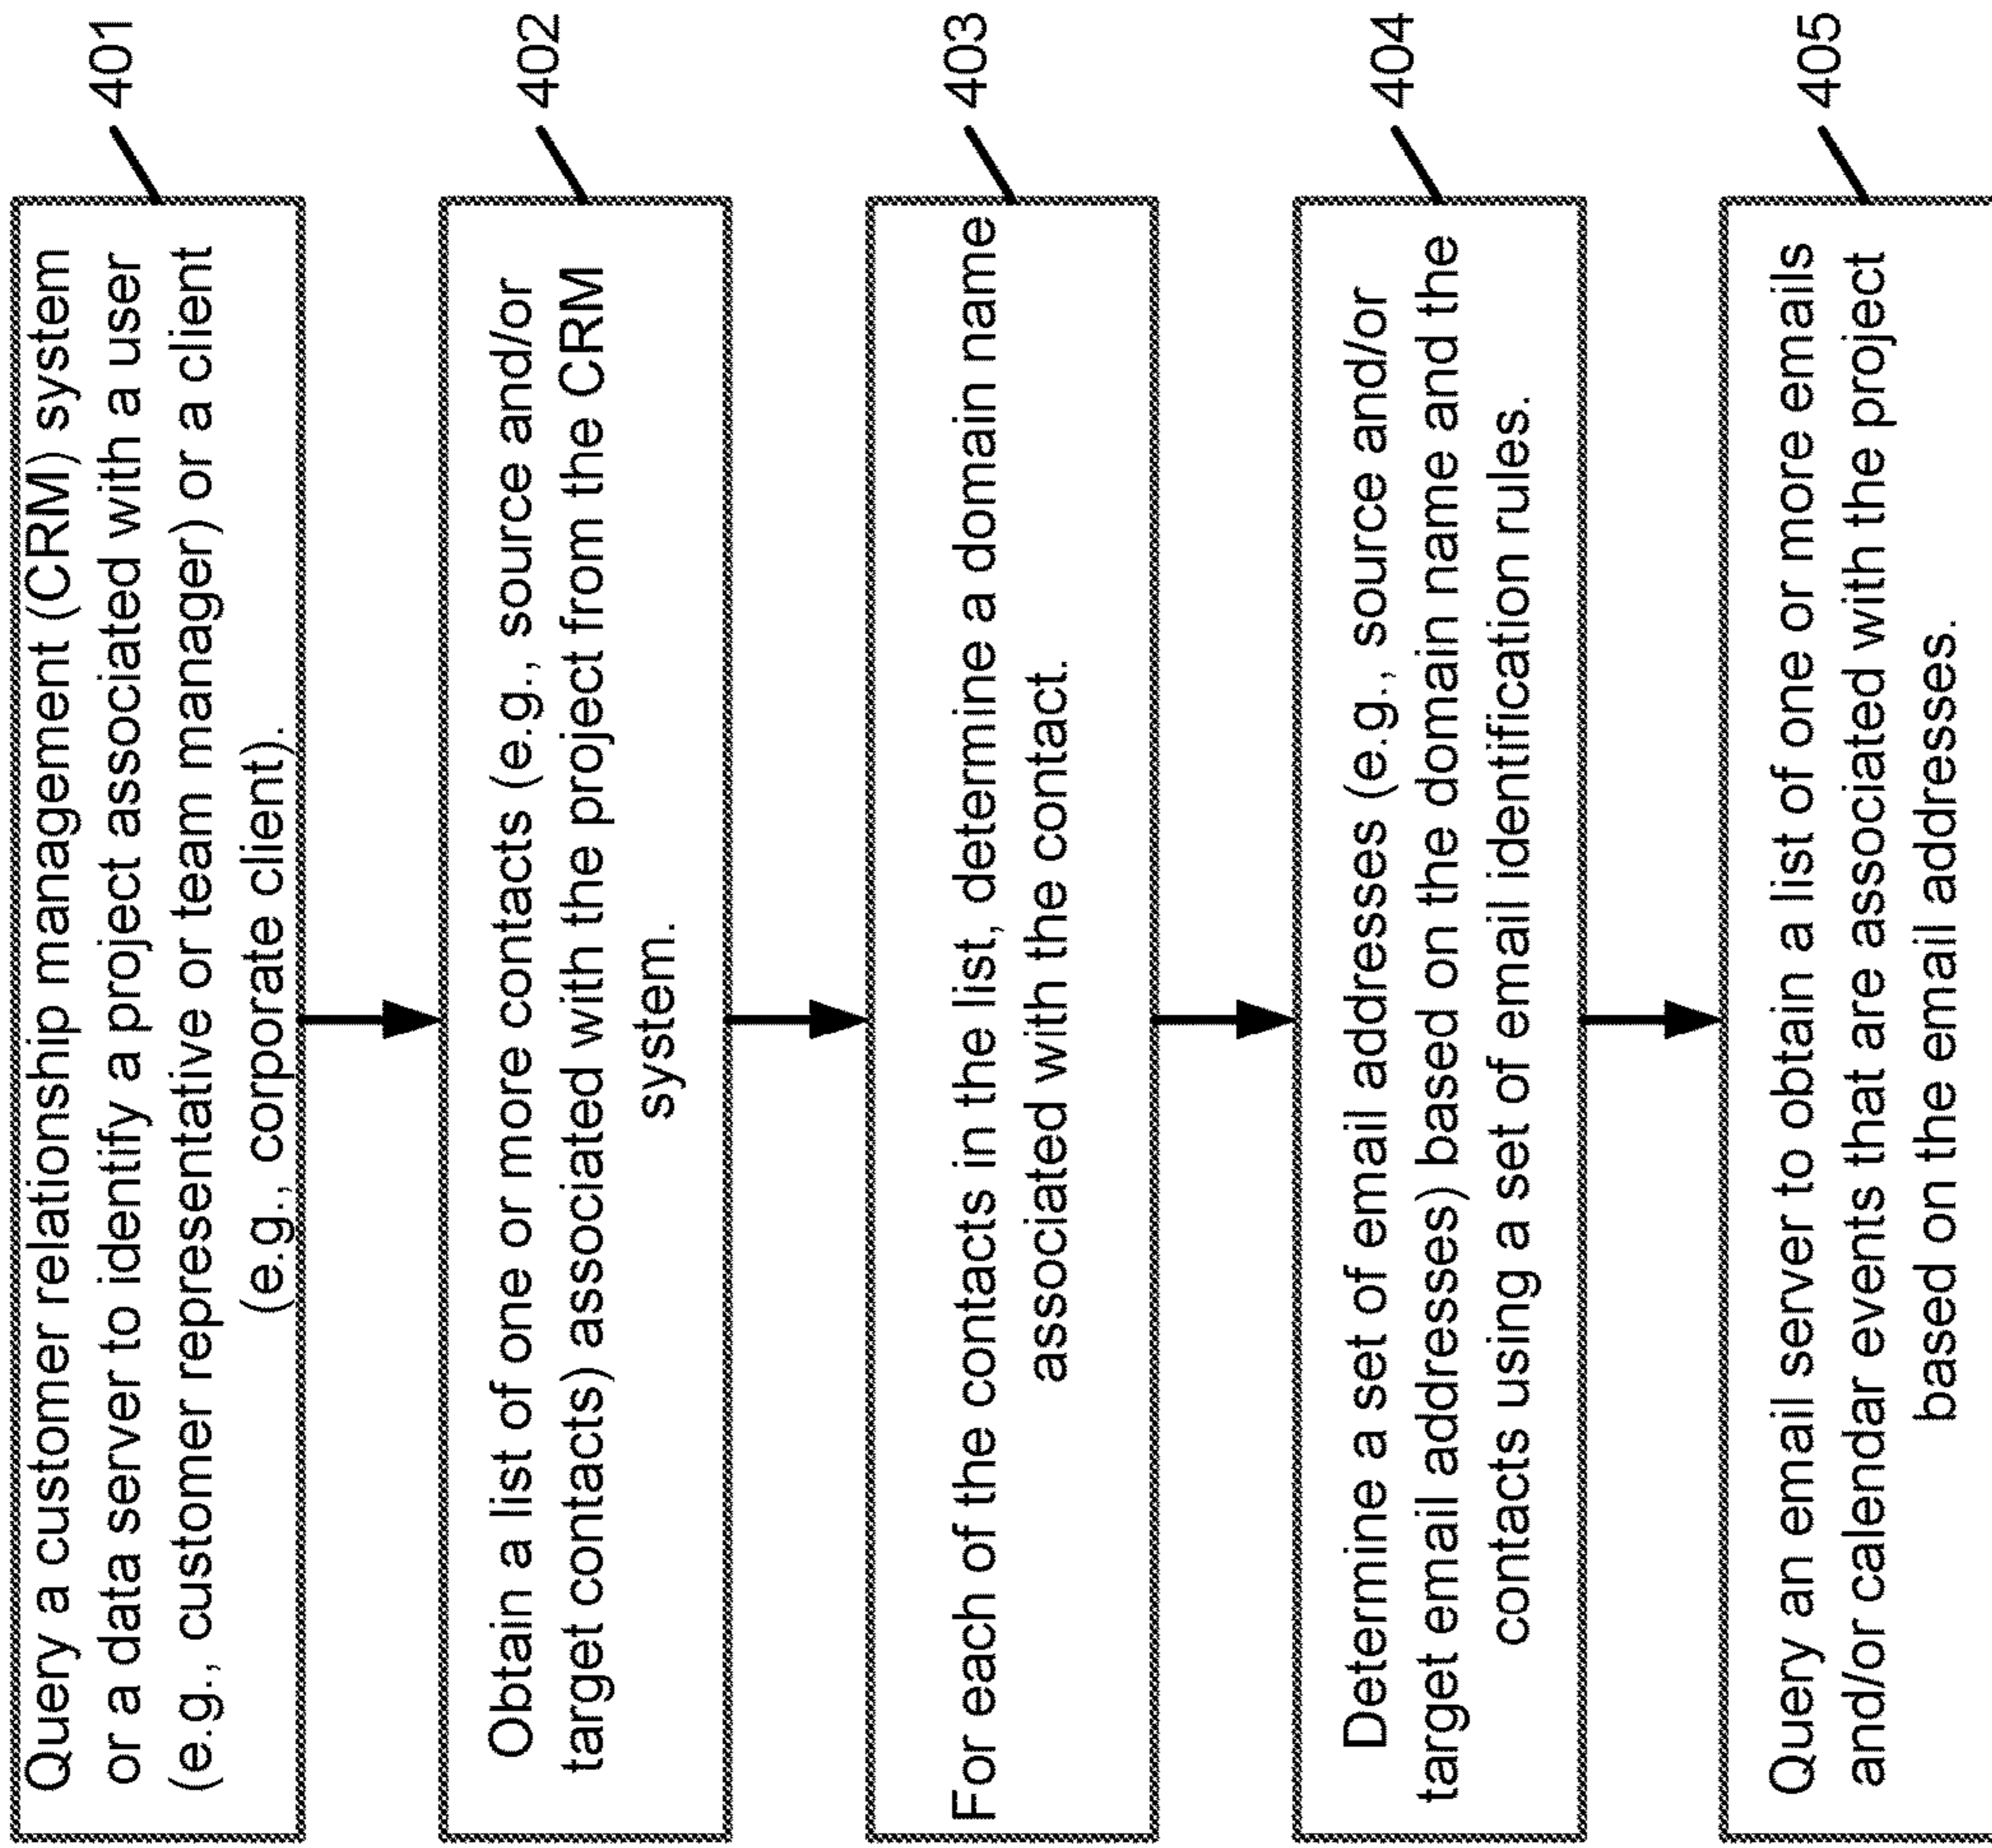 Query a customer relationship management (CRM) system
or a data server to identify a project associated with a user
(e.g., customer representative or team manager) or a client
(e.g., corporate client).
401
Obtain a list of one or more contacts (e.g., source and/or
target contacts) associated with the project from the CRM
system.
402
For each of the contacts in the list, determine a domain name
associated with the contact.
403
Determine a set of email addresses (e.g., source and/or
target email addresses) based on the domain name and the
contacts using a set of email identification rules.
404
Query an email server to obtain a list of one or more emails
and/or calendar events that are associated with the project
based on the email addresses.
405